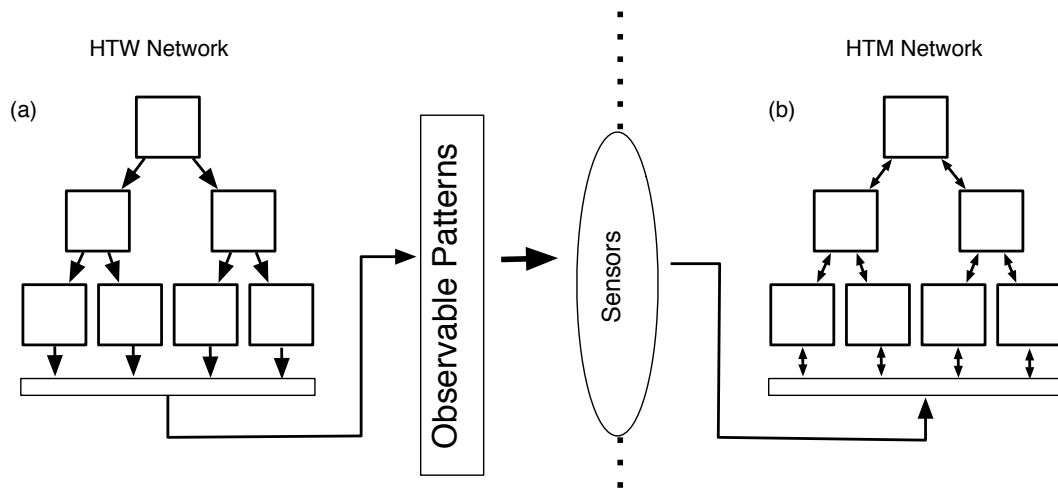 HTW Network
HTM Network
(a)
(b)
Observable Patterns
Sensors